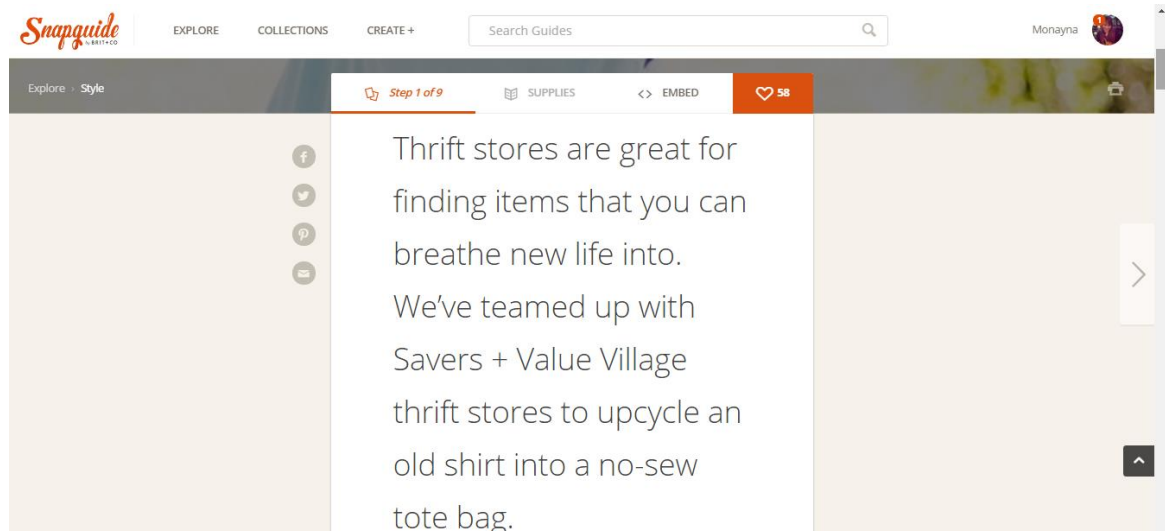 Snapguide
by BRIT+CO
EXPLORE
COLLECTIONS
CREATE +
Search Guides
Monayna
1
Explore › Style
Step 1 of 9
SUPPLIES
<> EMBED
58
Thrift stores are great for
finding items that you can
breathe new life into.
We’ve teamed up with
Savers + Value Village
thrift stores to upcycle an
old shirt into a no-sew
tote bag.